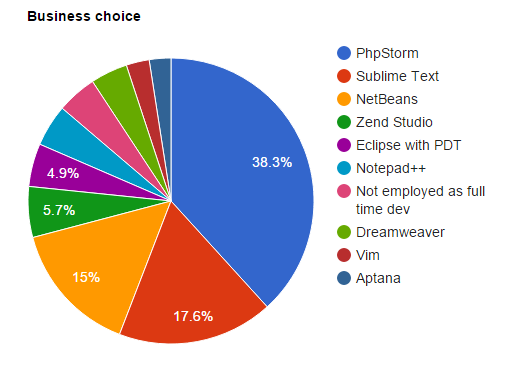 Business choice
PhpStorm
Sublime Text
NetBeans
Zend Studio
Eclipse with PDT
Notepad++
Not employed as full
time dev
Dreamweaver
Vim
Aptana
38.3%
17.6%
15%
5.7%
4.9%